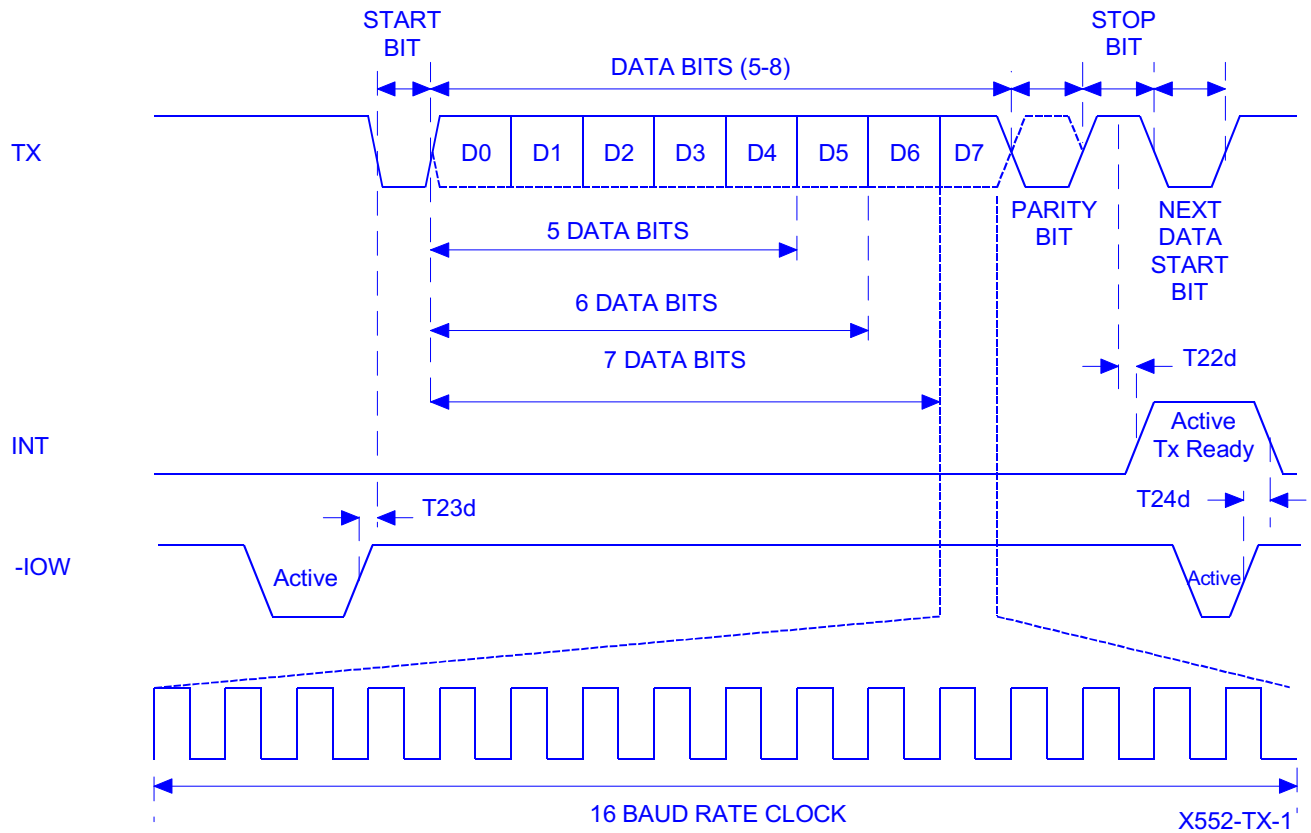 START
BIT
STOP
BIT
DATA BITS (5-8)
TX
D0 D1 D2 D3 D4 D5 D6 D7
PARITY
BIT
NEXT
DATA
START
BIT
5 DATA BITS
6 DATA BITS
7 DATA BITS
T22d
INT
Active
Tx Ready
T23d
T24d
-IOW
Active
Active
16 BAUD RATE CLOCK
X552-TX-1